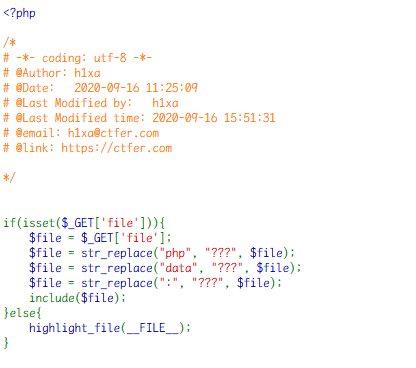 <?php
/*
# -*- coding: utf-8 -*-
# @Author: h1xa
# @Date:   2020-09-16 11:25:09
# @Last Modified by:   h1xa
# @Last Modified time: 2020-09-16 15:51:31
# @email: h1xa@ctfer.com
# @link: https://ctfer.com
*/
if(isset($_GET['file'])){
    $file = $_GET['file'];
    $file = str_replace("php", "???", $file);
    $file = str_replace("data", "???", $file);
    $file = str_replace(":", "???", $file);
    include($file);
}else{
    highlight_file(__FILE__);
}